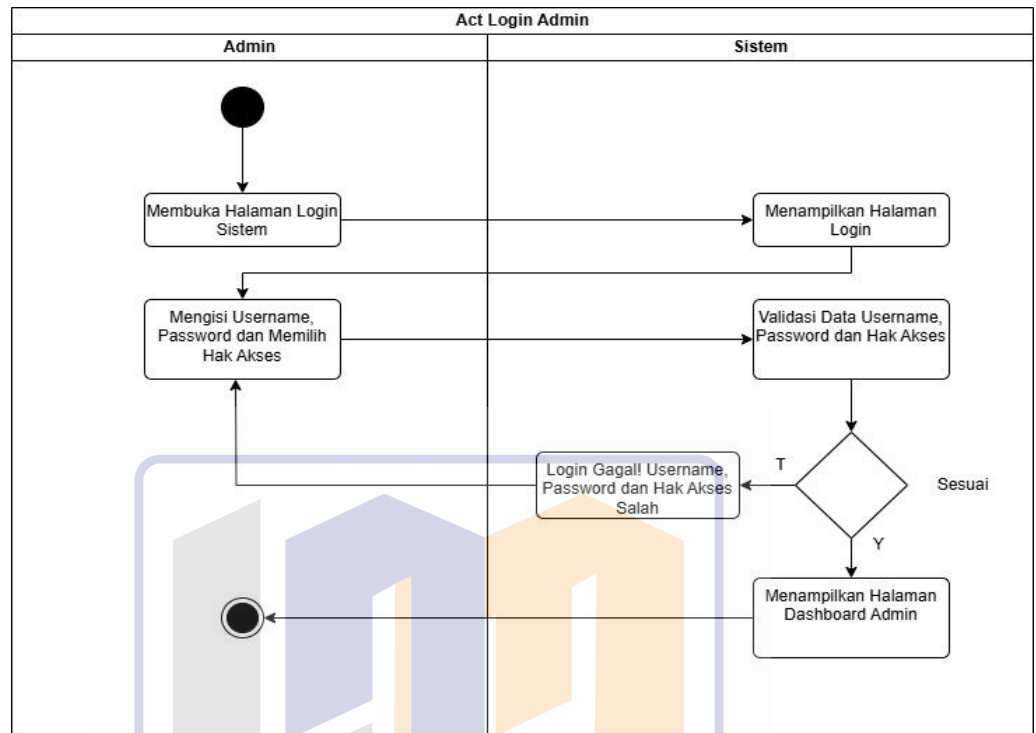 Act Login Admin
Admin
Sistem
Membuka Halaman Login
Sistem
Menampilkan Halaman
Login
Mengisi Username,
Password dan Memilih
Hak Akses
Validasi Data Username,
Password dan Hak Akses
Login Gagal! Username,
Password dan Hak Akses
Salah
T
Sesuai
Y
Menampilkan Halaman
Dashboard Admin